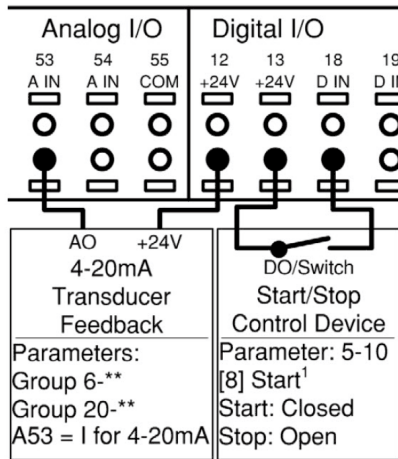 Analog I/O
Digital I/O
53 54 55 12 13 18 19
A IN A IN COM +24V +24V D IN D IN
AO +24V
4-20mA
Transducer
Feedback
Parameters:
Group 6-**
Group 20-**
A53 = I for 4-20mA
DO/Switch
Start/Stop
Control Device
Parameter: 5-10
[8] Start¹
Start: Closed
Stop: Open